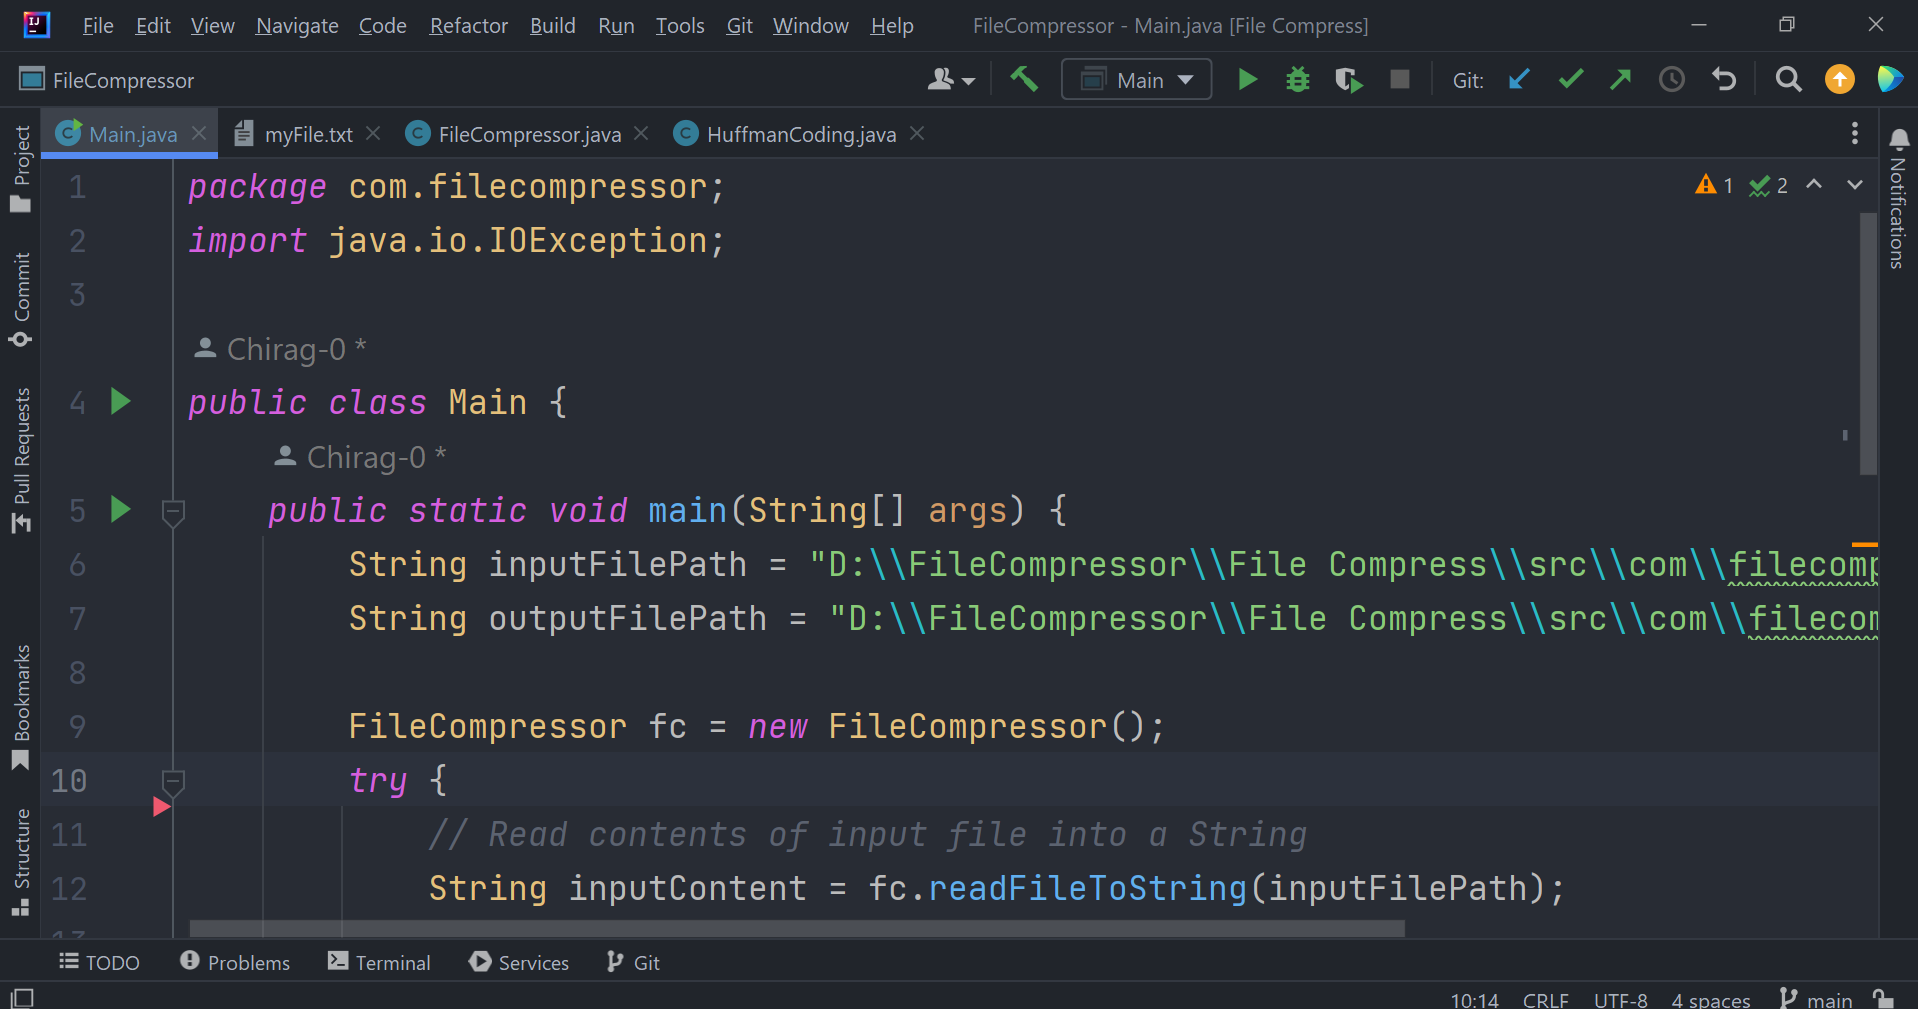 File Edit View Navigate Code Refactor Build Run Tools Git Window Help FileCompressor - Main.java [File Compress]
FileCompressor Main Git:
Main.java myFile.txt FileCompressor.java HuffmanCoding.java
Project
Commit
Pull Requests
Bookmarks
Structure
Notifications
1 2
1 package com.filecompressor;
2 import java.io.IOException;
3
Chirag-0 *
4 public class Main {
Chirag-0 *
5 public static void main(String[] args) {
6 String inputFilePath = "D:\\FileCompressor\\File Compress\\src\\com\\filecomp
7 String outputFilePath = "D:\\FileCompressor\\File Compress\\src\\com\\filecom
8
9 FileCompressor fc = new FileCompressor();
10 try {
11 // Read contents of input file into a String
12 String inputContent = fc.readFileToString(inputFilePath);
TODO Problems Terminal Services Git
10:14 CRLF UTF-8 4 spaces main